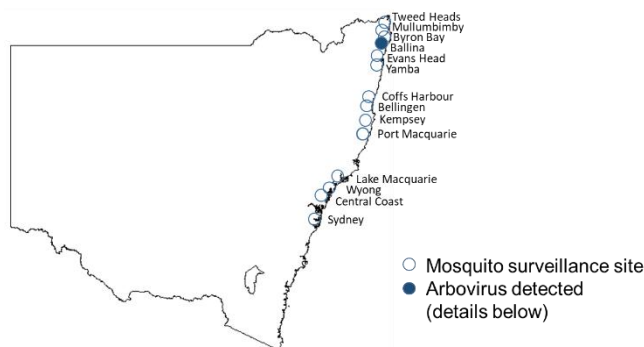 Tweed Heads
Mullumbimby
Byron Bay
Ballina
Evans Head
Yamba
Coffs Harbour
Bellingen
Kempsey
Port Macquarie
Lake Macquarie
Wyong
Central Coast
Sydney
Mosquito surveillance site
Arbovirus detected
(details below)